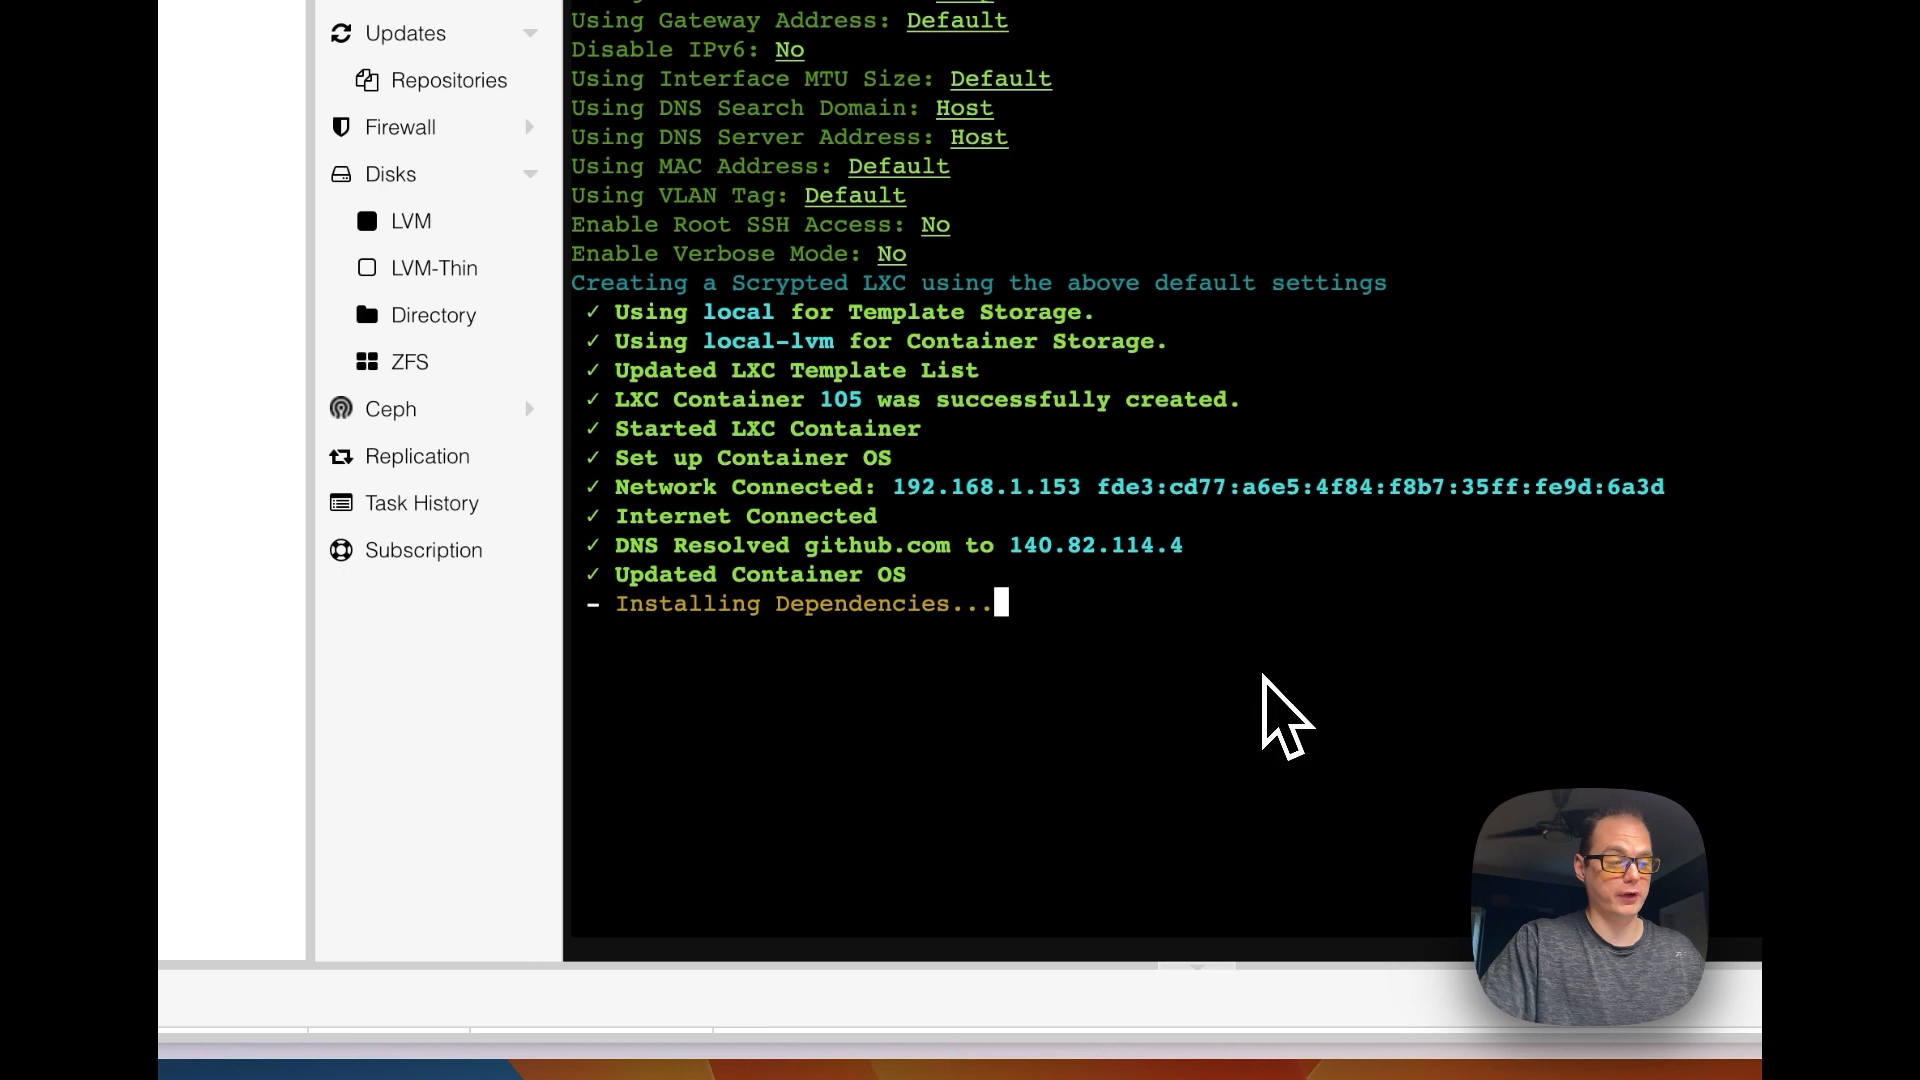 Updates
Repositories
Firewall
Disks
LVM
LVM-Thin
Directory
ZFS
Ceph
Replication
Task History
Subscription
Using Gateway Address: Default
Disable IPv6: No
Using Interface MTU Size: Default
Using DNS Search Domain: Host
Using DNS Server Address: Host
Using MAC Address: Default
Using VLAN Tag: Default
Enable Root SSH Access: No
Enable Verbose Mode: No
Creating a Scrypted LXC using the above default settings
✓ Using local for Template Storage.
✓ Using local-lvm for Container Storage.
✓ Updated LXC Template List
✓ LXC Container 105 was successfully created.
✓ Started LXC Container
✓ Set up Container OS
✓ Network Connected: 192.168.1.153 fde3:cd77:a6e5:4f84:f8b7:35ff:fe9d:6a3d
✓ Internet Connected
✓ DNS Resolved github.com to 140.82.114.4
✓ Updated Container OS
- Installing Dependencies...